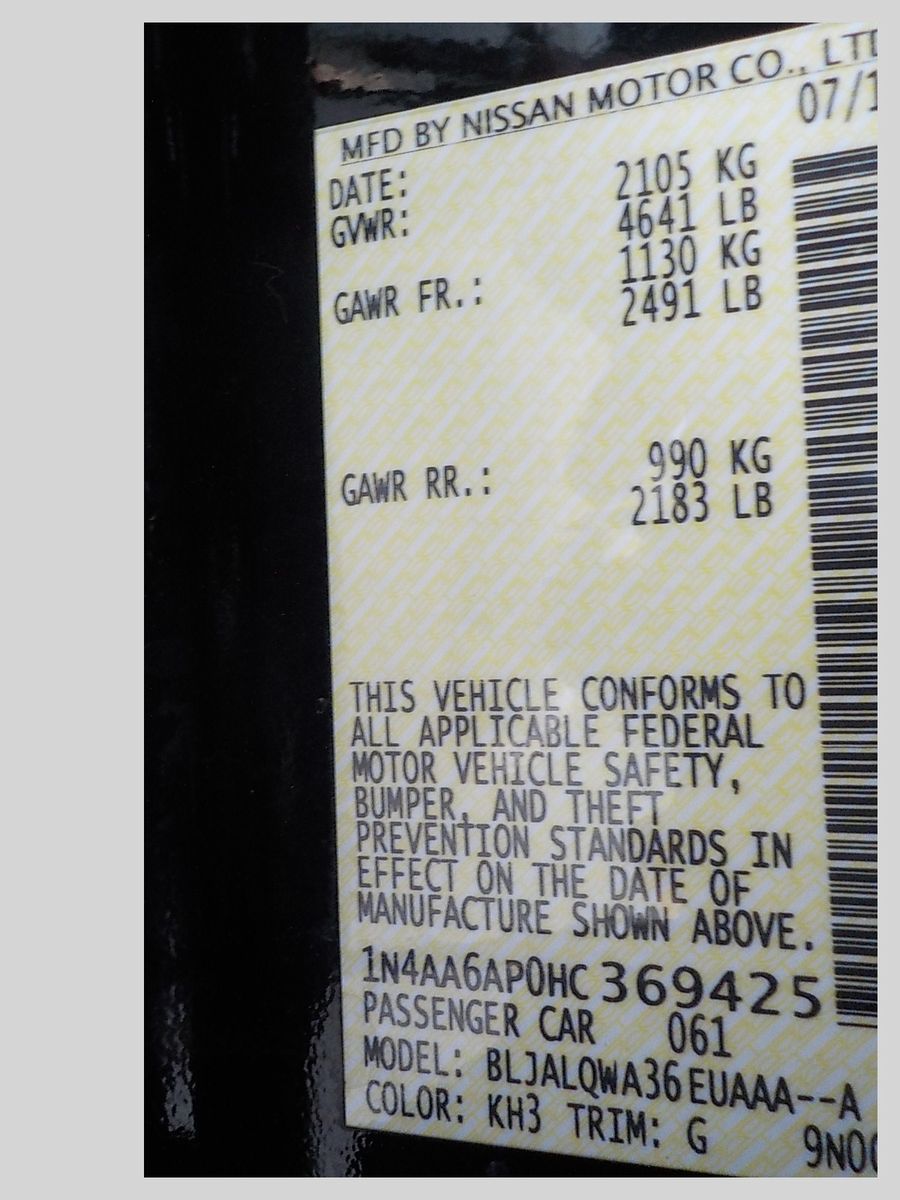 MFD BY NISSAN MOTOR CO., LTD
DATE: 07/1
GVWR: 2105 KG
4641 LB
GAWR FR.: 1130 KG
2491 LB
GAWR RR.: 990 KG
2183 LB
THIS VEHICLE CONFORMS TO
ALL APPLICABLE FEDERAL
MOTOR VEHICLE SAFETY,
BUMPER, AND THEFT
PREVENTION STANDARDS IN
EFFECT ON THE DATE OF
MANUFACTURE SHOWN ABOVE.
1N4AA6AP0HC369425
PASSENGER CAR 061
MODEL: BLJALQWA36EUAAA--A
COLOR: KH3 TRIM: G 9N0